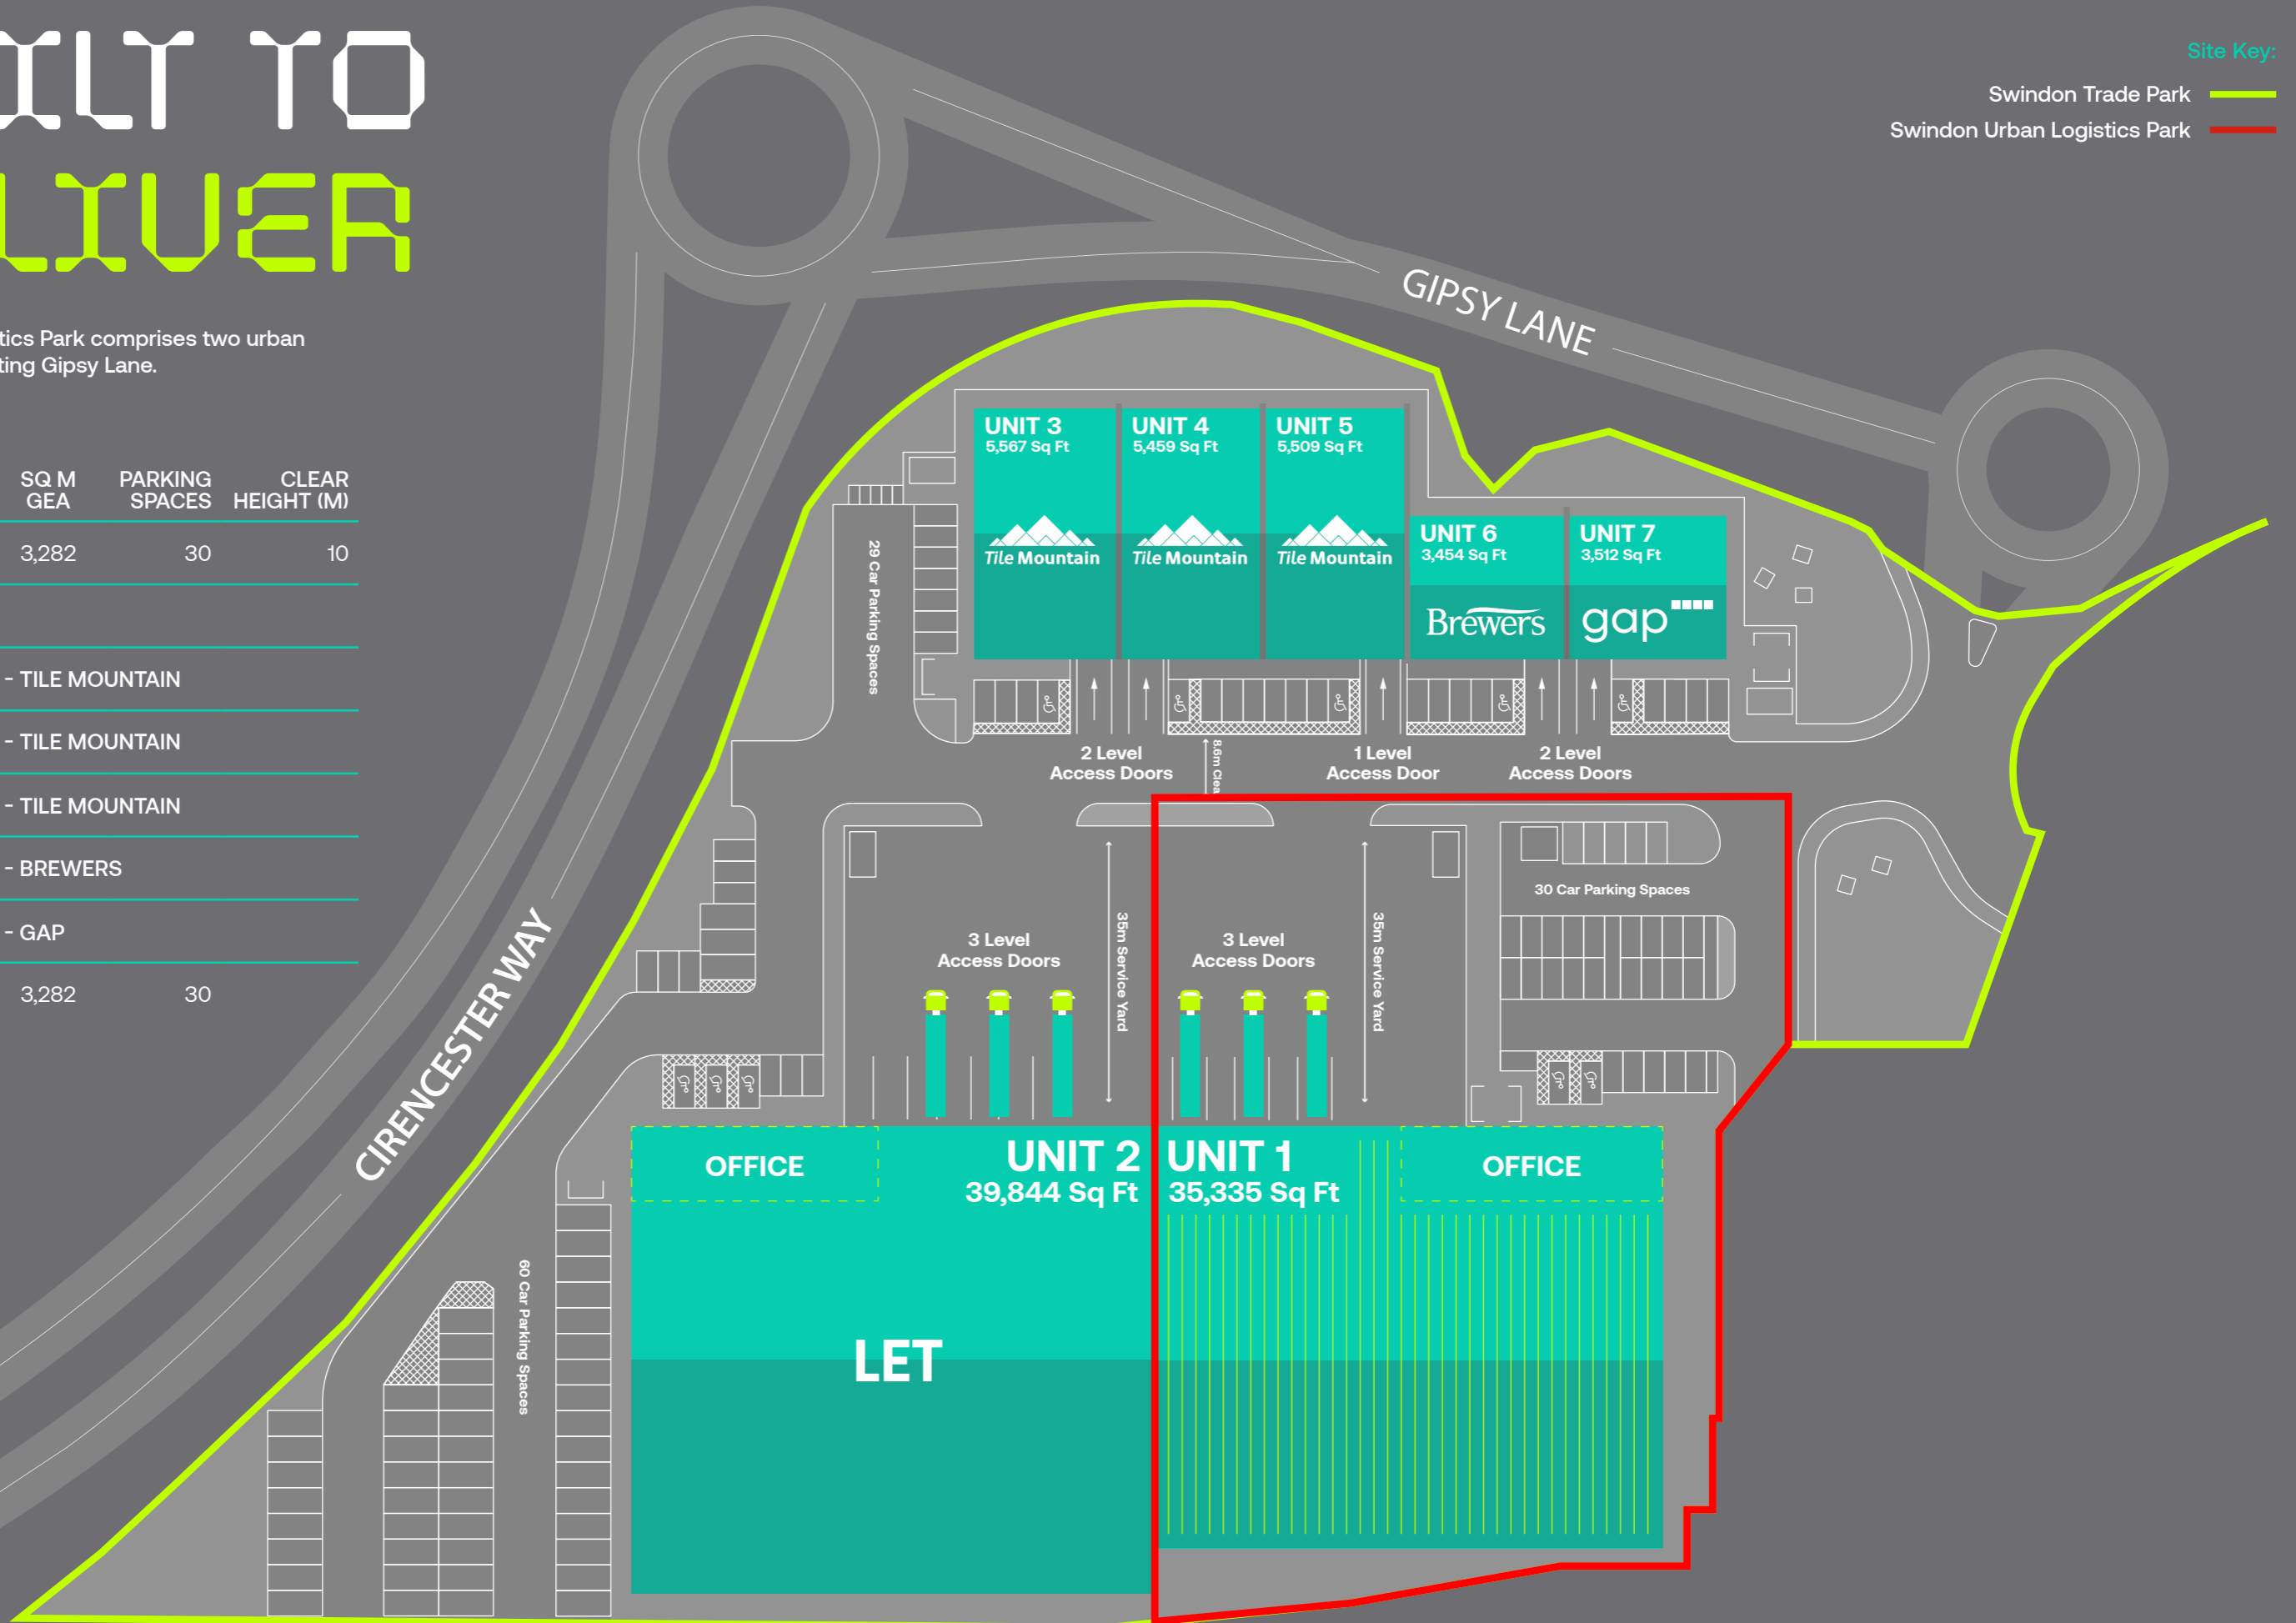 ILT TO
LIVER
tics Park comprises two urban
ting Gipsy Lane.
SQ M GEA
PARKING SPACES
CLEAR HEIGHT (M)
3,282 30 10
- TILE MOUNTAIN
- TILE MOUNTAIN
- TILE MOUNTAIN
- BREWERS
- GAP
3,282 30
Site Key:
Swindon Trade Park
Swindon Urban Logistics Park
GIPSY LANE
CIRENCESTER WAY
UNIT 3
5,567 Sq Ft
Tile Mountain
UNIT 4
5,459 Sq Ft
Tile Mountain
UNIT 5
5,509 Sq Ft
Tile Mountain
UNIT 6
3,454 Sq Ft
Brewers
UNIT 7
3,512 Sq Ft
gap
29 Car Parking Spaces
2 Level
Access Doors
8.6m Clea
1 Level
Access Door
2 Level
Access Doors
30 Car Parking Spaces
3 Level
Access Doors
35m Service Yard
3 Level
Access Doors
35m Service Yard
OFFICE
UNIT 2
39,844 Sq Ft
UNIT 1
35,335 Sq Ft
OFFICE
60 Car Parking Spaces
LET